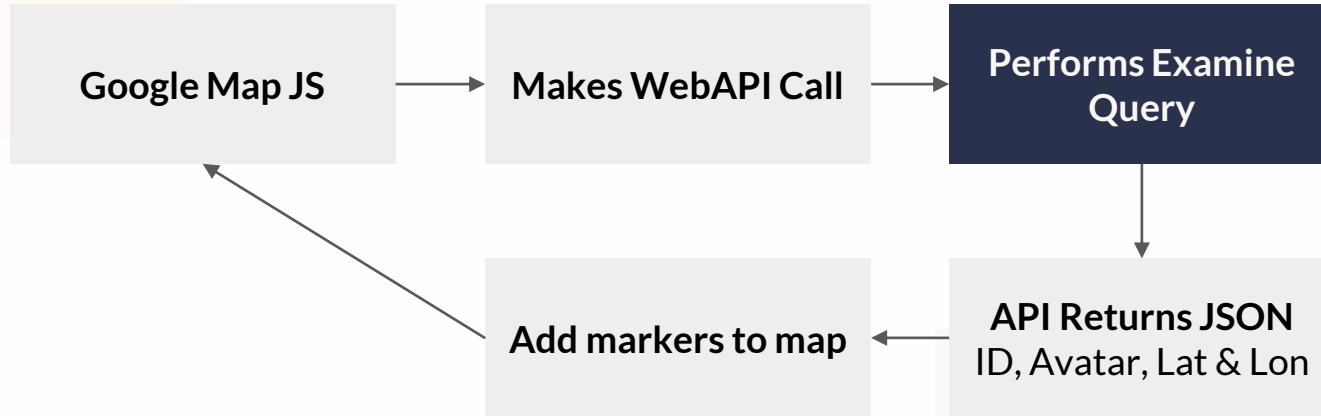 Google Map JS
Makes WebAPI Call
Performs Examine
Query
API Returns JSON
ID, Avatar, Lat & Lon
Add markers to map